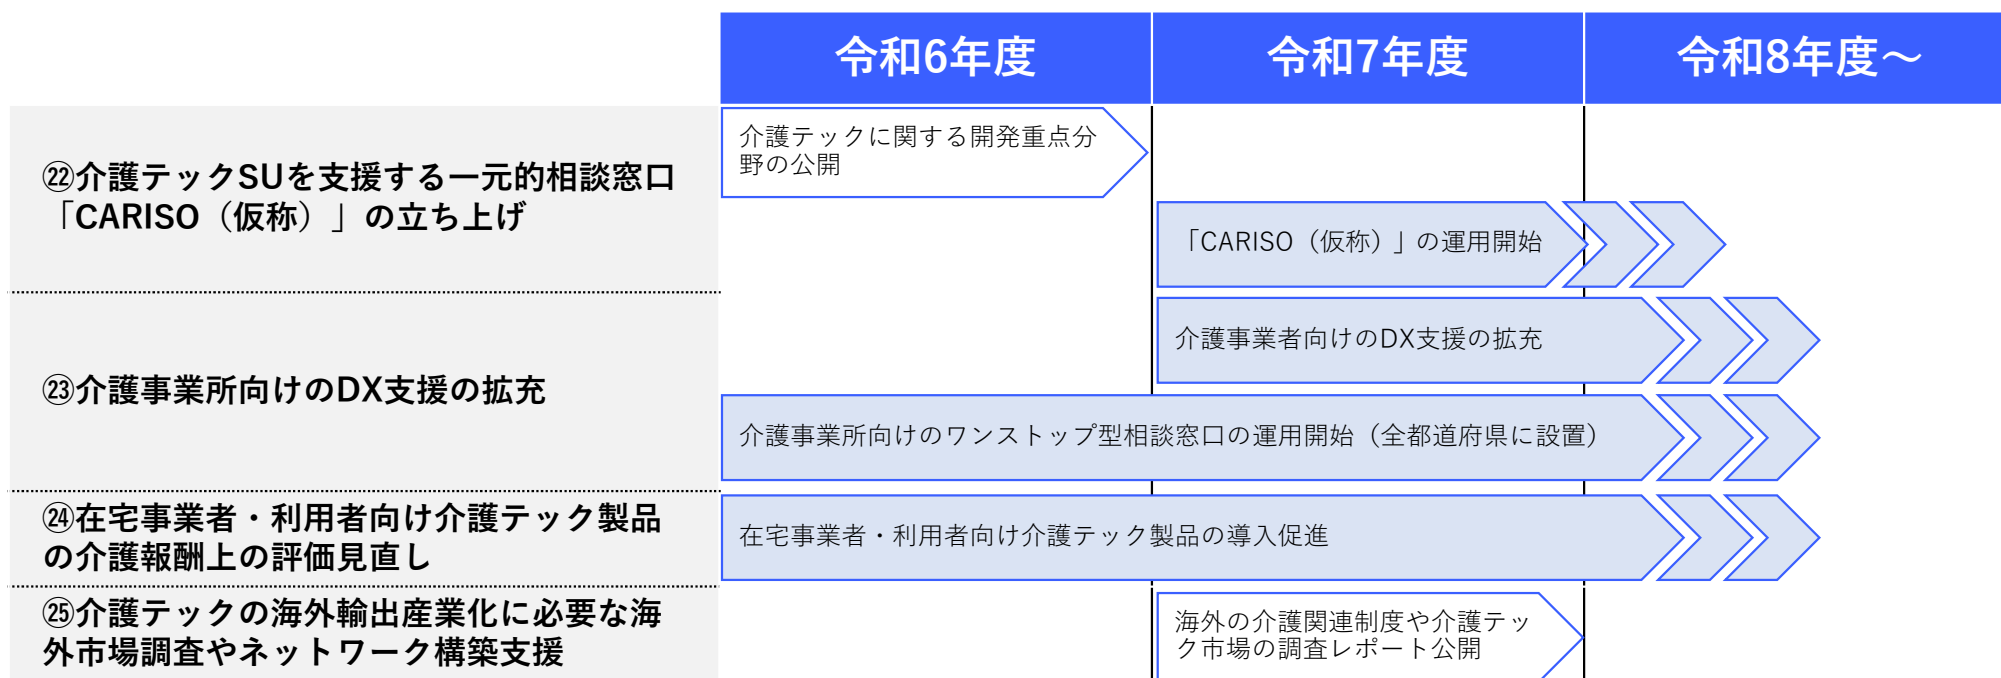 令和6年度
令和7年度
令和8年度～
㉒介護テックSUを支援する一元的相談窓口
「CARISO（仮称）」の立ち上げ
介護テックに関する開発重点分
野の公開
「CARISO（仮称）」の運用開始
㉓介護事業所向けのDX支援の拡充
介護事業者向けのDX支援の拡充
介護事業所向けのワンストップ型相談窓口の運用開始（全都道府県に設置）
㉔在宅事業者・利用者向け介護テック製品
の介護報酬上の評価見直し
在宅事業者・利用者向け介護テック製品の導入促進
㉕介護テックの海外輸出産業化に必要な海
外市場調査やネットワーク構築支援
海外の介護関連制度や介護テッ
ク市場の調査レポート公開